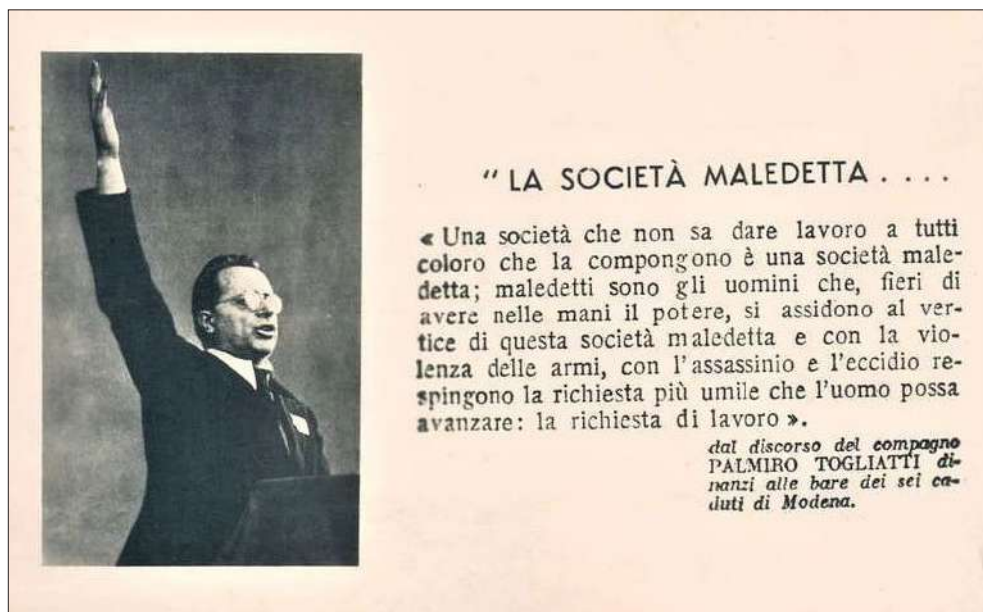 “ LA SOCIETÀ MALEDETTA . . . .
« Una società che non sa dare lavoro a tutti
coloro che la compongono è una società male-
detta; maledetti sono gli uomini che, fieri di
avere nelle mani il potere, si assidono al ver-
tice di questa società maledetta e con la vio-
lenza delle armi, con l'assassinio e l'eccidio re-
spingono la richiesta più umile che l'uomo possa
avanzare: la richiesta di lavoro ».
dal discorso del compagno
PALMIRO TOGLIATTI di-
nanzi alle bare dei sei ca-
duti di Modena.